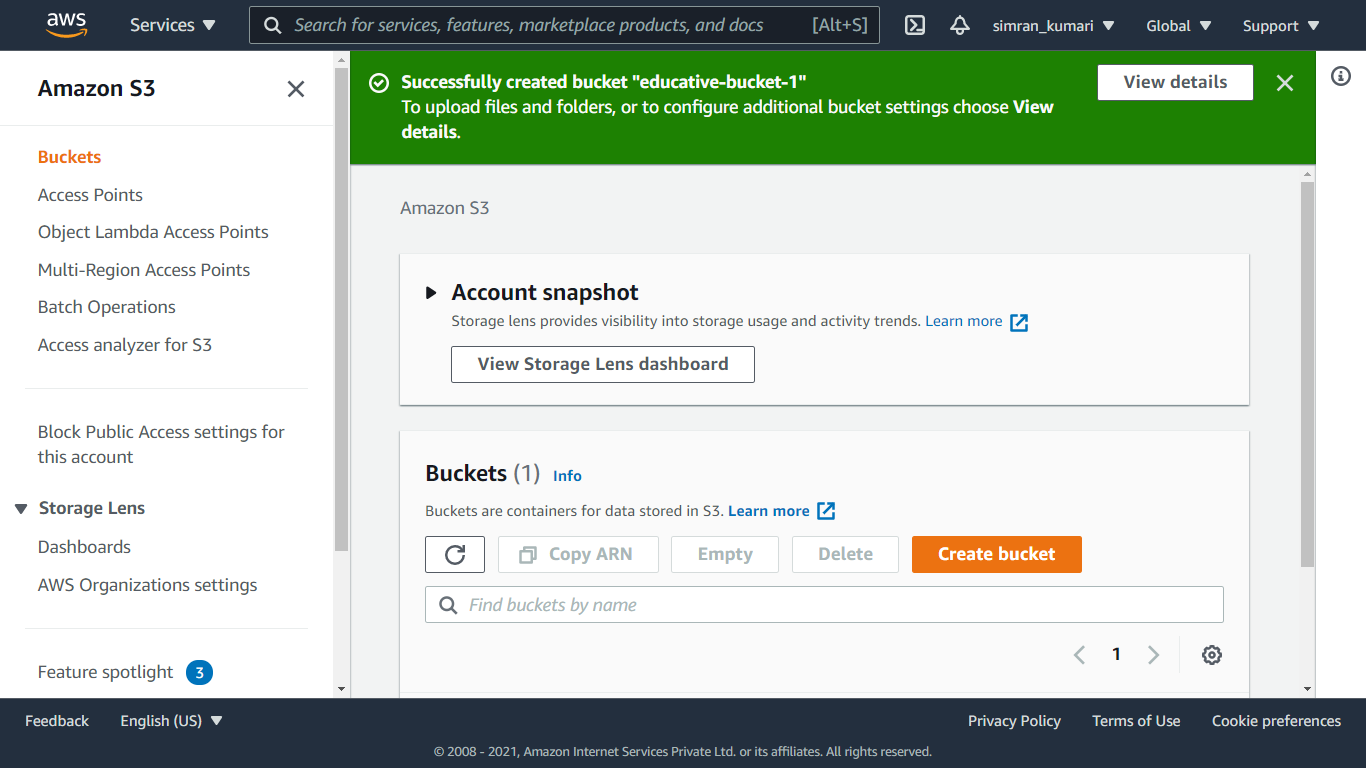 aws
Services
Search for services, features, marketplace products, and docs
[Alt+S]
simran_kumari
Global
Support
Amazon S3
Buckets
Access Points
Object Lambda Access Points
Multi-Region Access Points
Batch Operations
Access analyzer for S3
Block Public Access settings for
this account
Storage Lens
Dashboards
AWS Organizations settings
Feature spotlight 3
Successfully created bucket "educative-bucket-1"
To upload files and folders, or to configure additional bucket settings choose View
details.
View details
Amazon S3
Account snapshot
Storage lens provides visibility into storage usage and activity trends. Learn more
View Storage Lens dashboard
Buckets (1) Info
Buckets are containers for data stored in S3. Learn more
Copy ARN
Empty
Delete
Create bucket
Find buckets by name
1
Feedback
English (US)
Privacy Policy
Terms of Use
Cookie preferences
© 2008 - 2021, Amazon Internet Services Private Ltd. or its affiliates. All rights reserved.